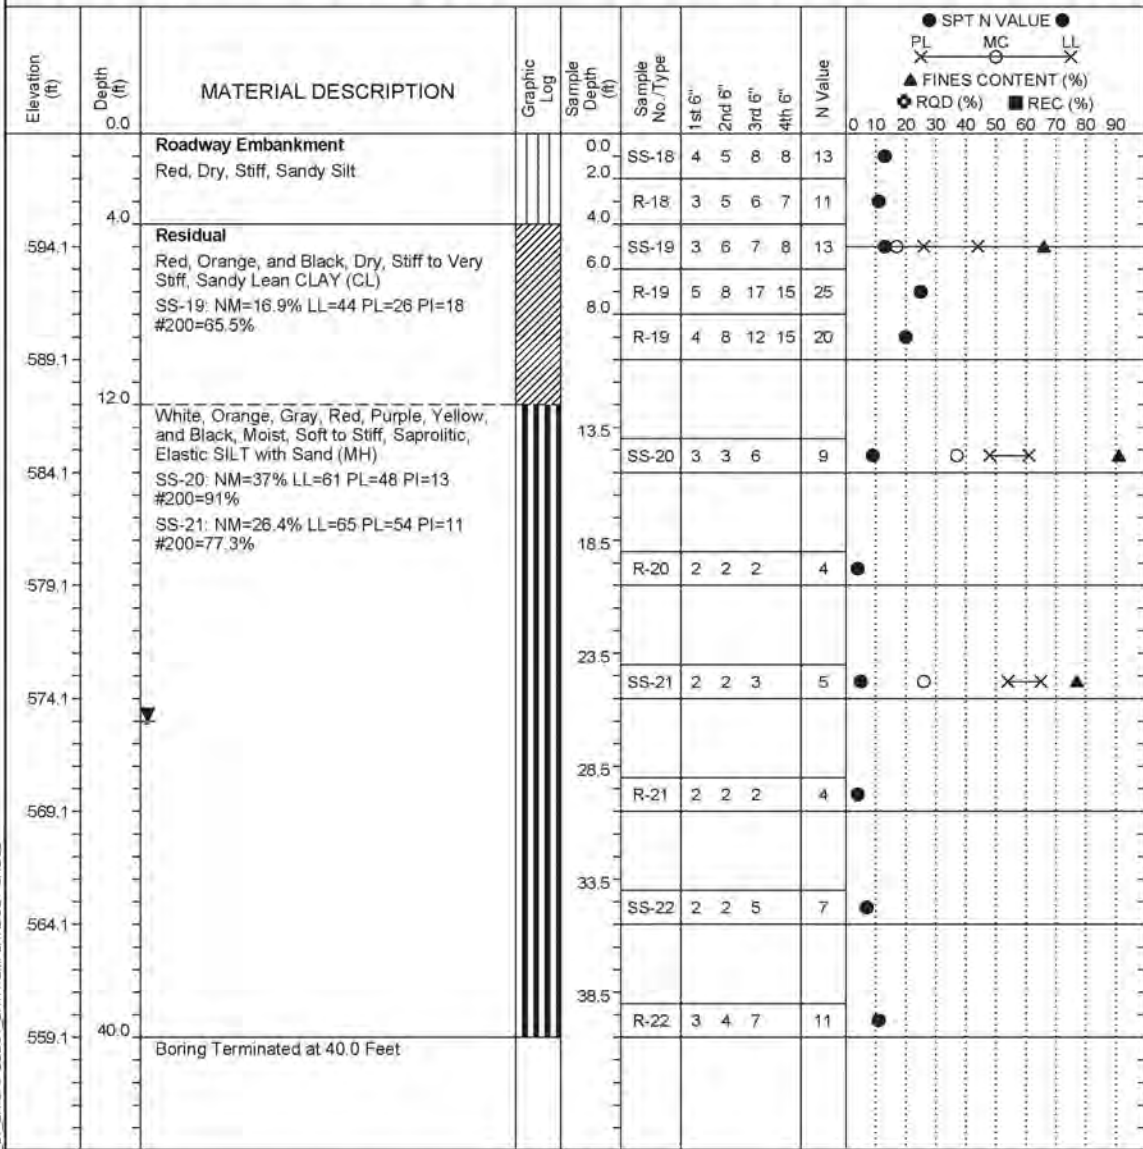 Elevation (ft)
Depth (ft)
MATERIAL DESCRIPTION
Graphic Log
Sample Depth (ft)
Sample No./Type
1st 6"
2nd 6"
3rd 6"
4th 6"
N Value
● SPT N VALUE ●
PL MC LL
▲ FINES CONTENT (%)
RQD (%) ■ REC (%)
0.0
0 10 20 30 40 50 60 70 80 90
Roadway Embankment
Red, Dry, Stiff, Sandy Silt
0.0
SS-18 4 5 8 8 13
2.0
R-18 3 5 6 7 11
4.0
4.0
Residual
594.1
SS-19 3 6 7 8 13
Red, Orange, and Black, Dry, Stiff to Very
Stiff, Sandy Lean CLAY (CL)
6.0
SS-19: NM=16.9% LL=44 PL=26 PI=18
#200=65.5%
R-19 5 8 17 15 25
8.0
R-19 4 8 12 15 20
589.1
12.0
White, Orange, Gray, Red, Purple, Yellow,
and Black, Moist, Soft to Stiff, Saprolitic,
Elastic SILT with Sand (MH)
13.5
SS-20 3 3 6 9
584.1
SS-20: NM=37% LL=61 PL=48 PI=13
#200=91%
SS-21: NM=26.4% LL=65 PL=54 PI=11
#200=77.3%
18.5
R-20 2 2 2 4
579.1
23.5
SS-21 2 2 3 5
574.1
28.5
R-21 2 2 2 4
569.1
33.5
SS-22 2 2 5 7
564.1
38.5
R-22 3 4 7 11
40.0
559.1
Boring Terminated at 40.0 Feet